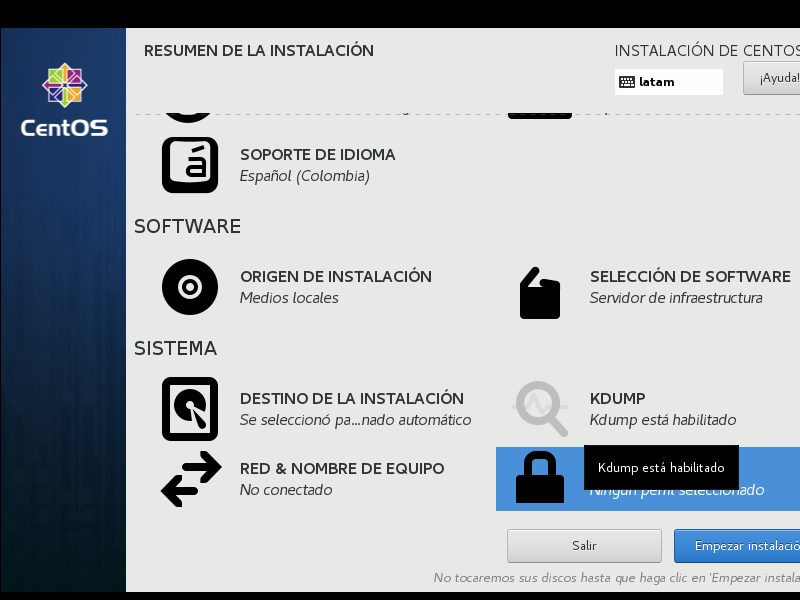 RESUMEN DE LA INSTALACIÓN
INSTALACIÓN DE CENTOS
latam
¡Ayuda!
CentOS
SOPORTE DE IDIOMA
Español (Colombia)
SOFTWARE
ORIGEN DE INSTALACIÓN
Medios locales
SELECCIÓN DE SOFTWARE
Servidor de infraestructura
SISTEMA
DESTINO DE LA INSTALACIÓN
Se seleccionó pa...nado automático
KDUMP
Kdump está habilitado
RED & NOMBRE DE EQUIPO
No conectado
Kdump está habilitado
Ningún perfil seleccionado
Salir
Empezar instalació
No tocaremos sus discos hasta que haga clic en 'Empezar instala